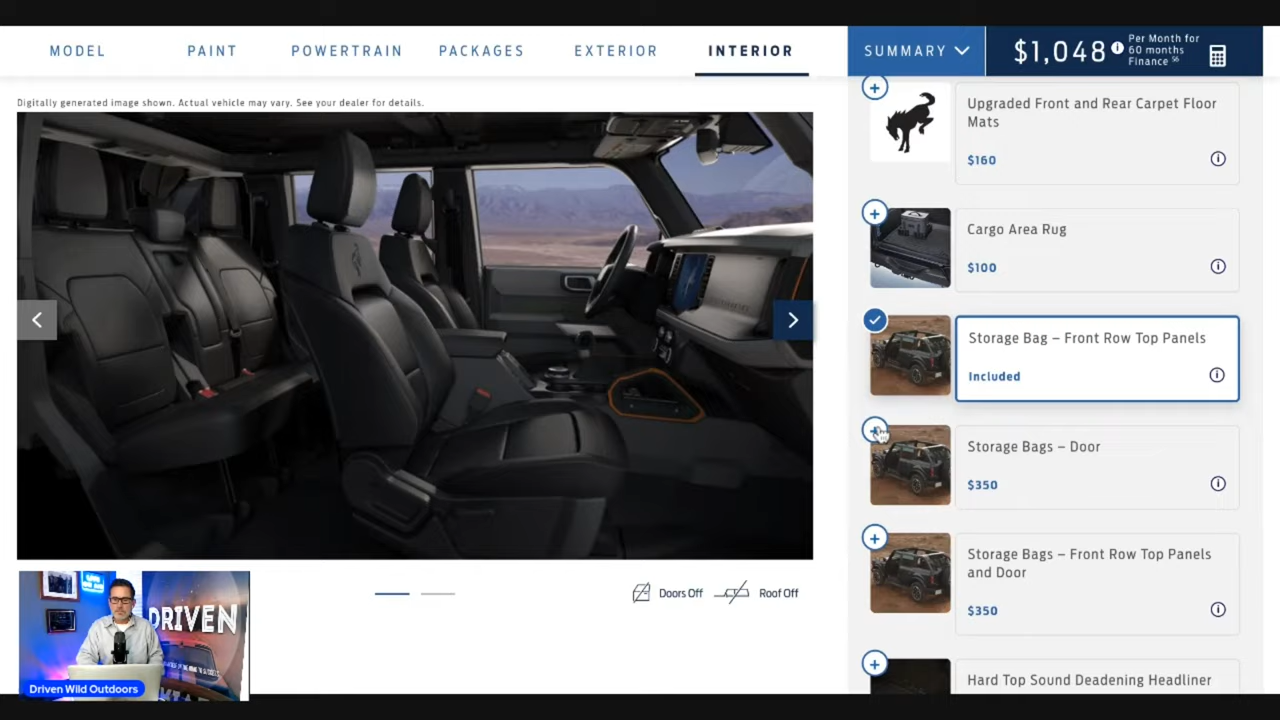 MODEL
PAINT
POWERTRAIN
PACKAGES
EXTERIOR
INTERIOR
SUMMARY
$1,048
Per Month for
60 months
Finance 56
Digitally generated image shown. Actual vehicle may vary. See your dealer for details.
Upgraded Front and Rear Carpet Floor
Mats
$160
Cargo Area Rug
$100
Storage Bag – Front Row Top Panels
Included
Storage Bags – Door
$350
Storage Bags – Front Row Top Panels
and Door
$350
Hard Top Sound Deadening Headliner
Doors Off
Roof Off
DRIVEN
Driven Wild Outdoors